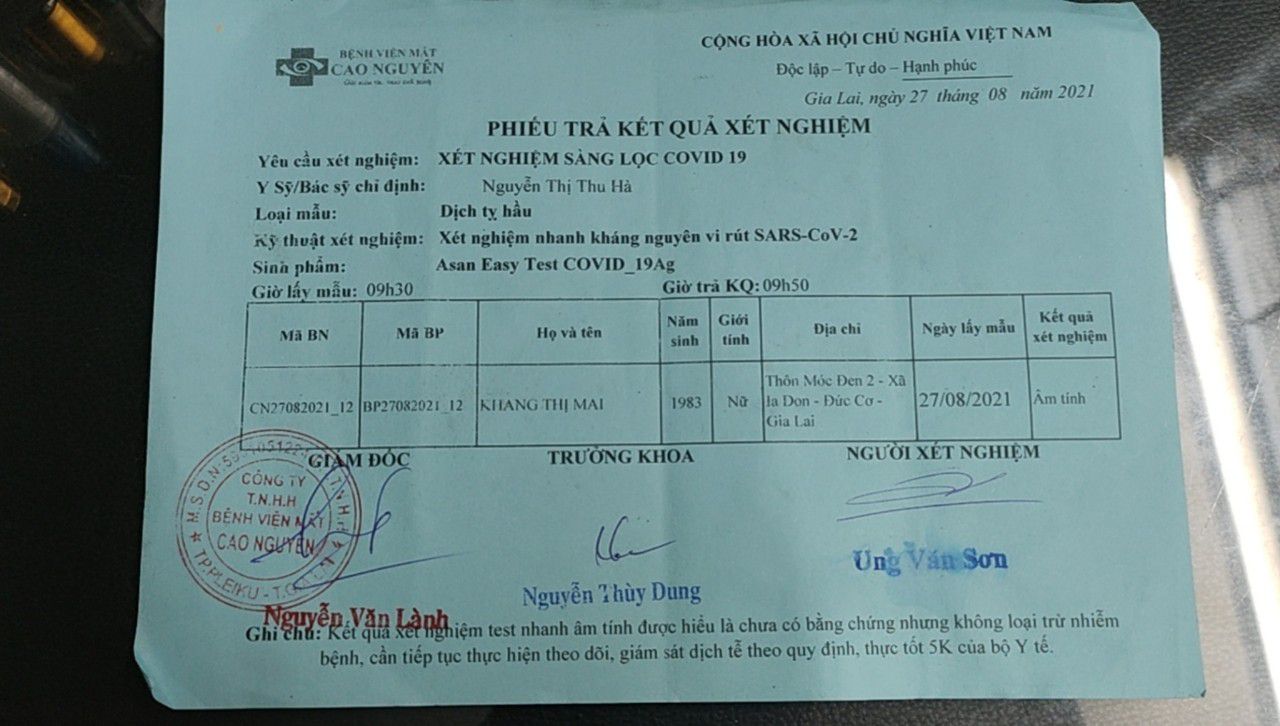 BỆNH VIỆN MẮT
CAO NGUYÊN
CỘNG HÒA XÃ HỘI CHỦ NGHĨA VIỆT NAM
Độc lập – Tự do – Hạnh phúc
Gia Lai, ngày 27 tháng 08 năm 2021
PHIẾU TRẢ KẾT QUẢ XÉT NGHIỆM
Yêu cầu xét nghiệm: XÉT NGHIỆM SÀNG LỌC COVID 19
Y Sỹ/Bác sỹ chỉ định: Nguyễn Thị Thu Hà
Loại mẫu: Dịch tỵ hầu
Kỹ thuật xét nghiệm: Xét nghiệm nhanh kháng nguyên vi rút SARS-CoV-2
Sinh phẩm: Asan Easy Test COVID_19Ag
Giờ lấy mẫu: 09h30 Giờ trả KQ: 09h50
Mã BN Mã BP Họ và tên Năm sinh Giới tính Địa chỉ Ngày lấy mẫu Kết quả xét nghiệm
CN27082021_12 BP27082021_12 KHANG THỊ MAI 1983 Nữ Thôn Móc Đen 2 - Xã Ia Don - Đức Cơ - Gia Lai 27/08/2021 Âm tính
GIÁM ĐỐC TRƯỞNG KHOA NGƯỜI XÉT NGHIỆM
CÔNG TY
T.N.H.H
BỆNH VIỆN MẮT
CAO NGUYÊN
TP.PLEIKU
Ung Văn Sơn
Nguyễn Thùy Dung
Nguyễn Văn Lành
Ghi chú: Kết quả xét nghiệm test nhanh âm tính được hiểu là chưa có bằng chứng nhưng không loại trừ nhiễm
bệnh, cần tiếp tục thực hiện theo dõi, giám sát dịch tễ theo quy định, thực tốt 5K của bộ Y tế.